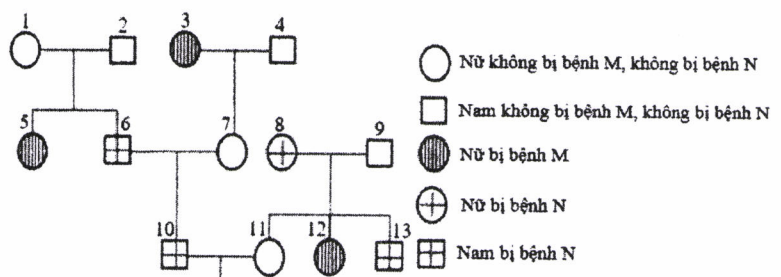 1 2 3 4
Nữ không bị bệnh M, không bị bệnh N
Nam không bị bệnh M, không bị bệnh N
5 6 7 8 9
Nữ bị bệnh M
Nữ bị bệnh N
10 11 12 13
Nam bị bệnh N